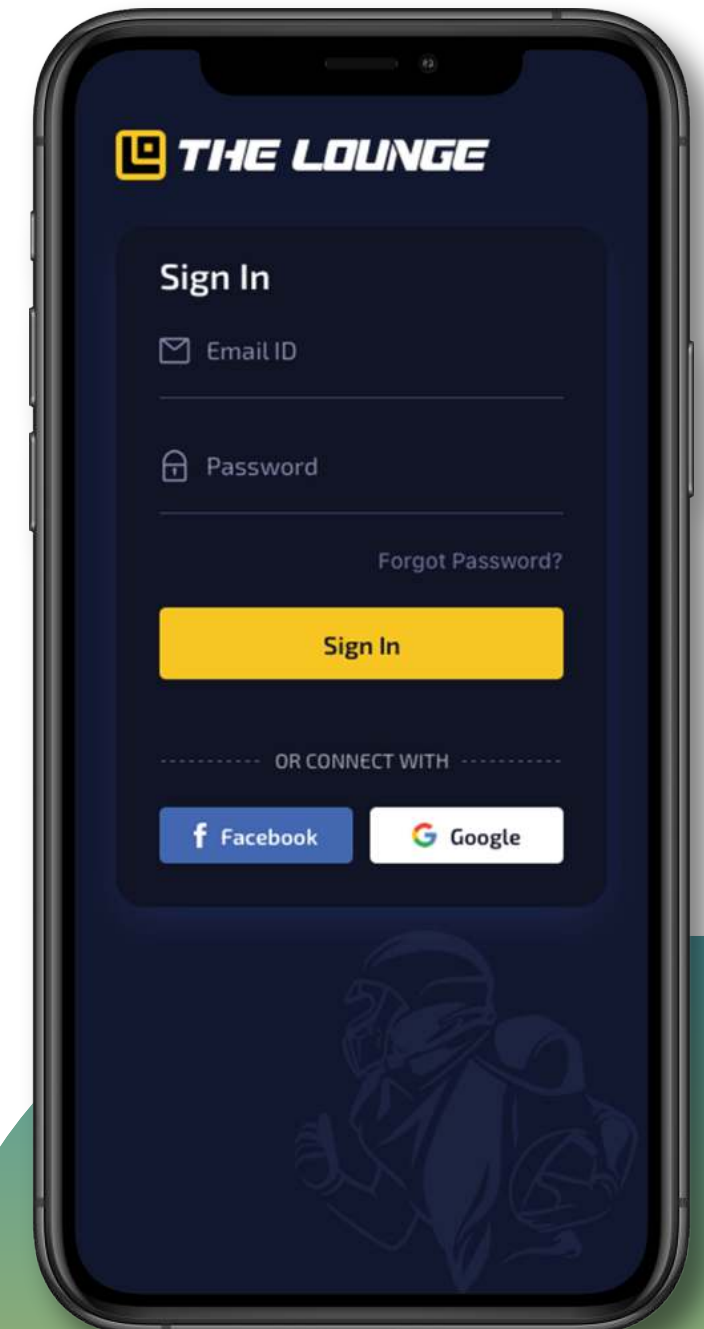 THE LOUNGE
Sign In
Email ID
Password
Forgot Password?
Sign In
OR CONNECT WITH
f Facebook
G Google